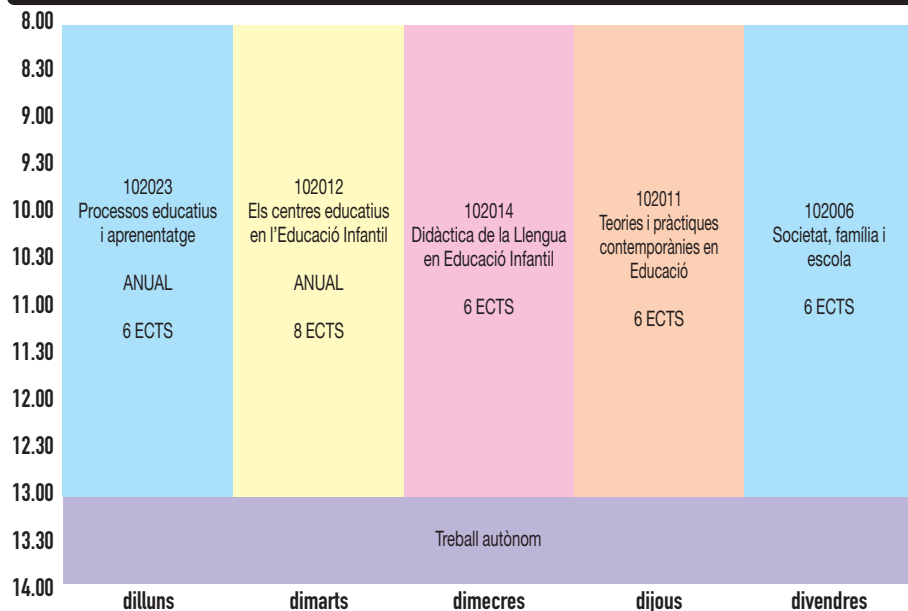 8.00
8.30
9.00
9.30
10.00
10.30
11.00
11.30
12.00
12.30
13.00
13.30
14.00
102023
Processos educatius
i aprenentatge
ANUAL
6 ECTS
102012
Els centres educatius
en l'Educació Infantil
ANUAL
8 ECTS
102014
Didàctica de la Llengua
en Educació Infantil
6 ECTS
102011
Teories i pràctiques
contemporànies en
Educació
6 ECTS
102006
Societat, família i
escola
6 ECTS
Treball autònom
dilluns
dimarts
dimecres
dijous
divendres